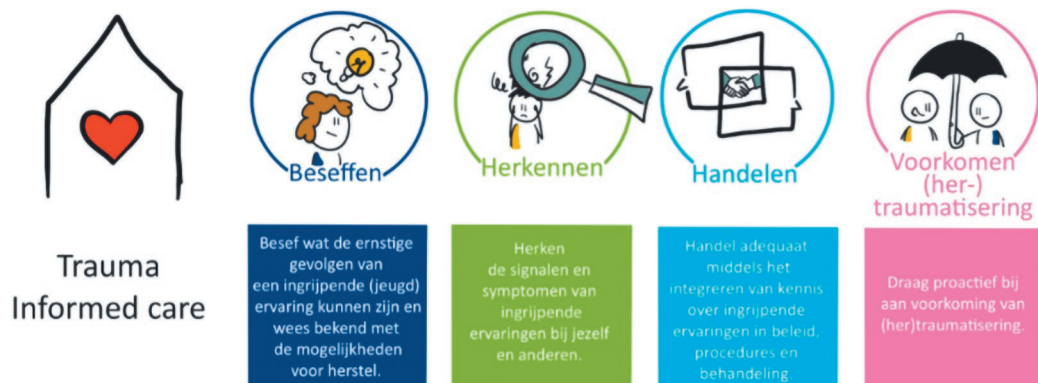 Trauma
Informed care
Beseffen
Besef wat de ernstige
gevolgen van
een ingrijpende (jeugd)
ervaring kunnen zijn en
wees bekend met
de mogelijkheden
voor herstel.
Herkennen
Herken
de signalen en
symptomen van
ingrijpende
ervaringen bij jezelf
en anderen.
Handelen
Handel adequaat
middels het
integreren van kennis
over ingrijpende
ervaringen in beleid,
procedures en
behandeling.
Voorkomen
(her-)
traumatisering
Draag proactief bij
aan voorkoming van
(her)traumatisering.